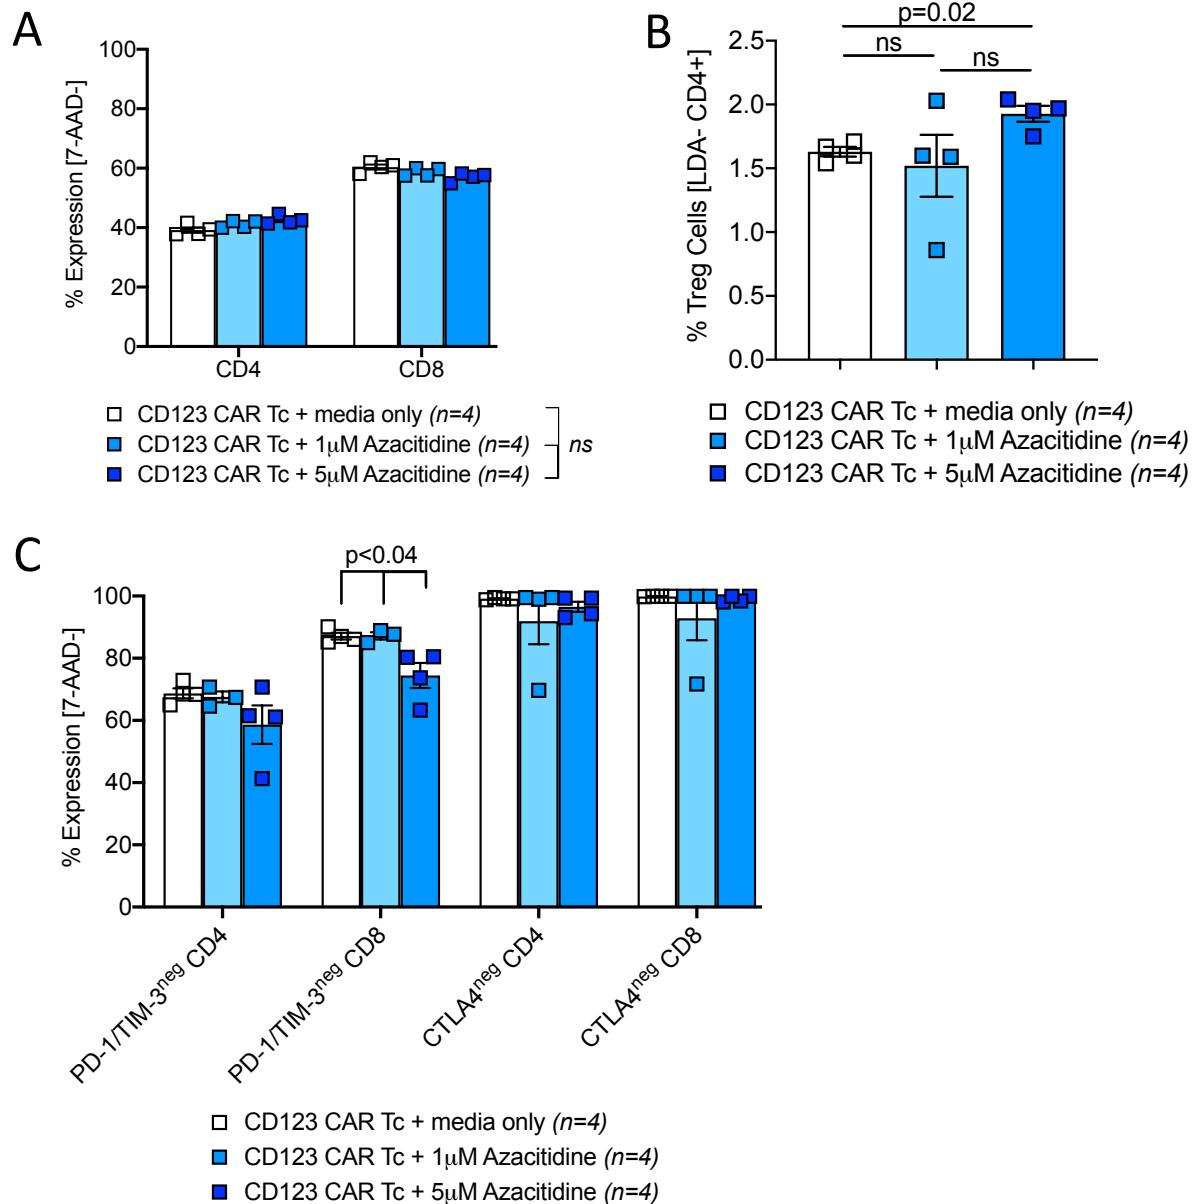 A
% Expression [7-AAD-]
100
80
60
40
20
0
CD4
CD8
CD123 CAR Tc + media only (n=4)
CD123 CAR Tc + 1μM Azacitidine (n=4)
CD123 CAR Tc + 5μM Azacitidine (n=4)
ns
B
% Treg Cells [LDA- CD4+]
2.5
2.0
1.5
1.0
0.5
0.0
p=0.02
ns
ns
CD123 CAR Tc + media only (n=4)
CD123 CAR Tc + 1μM Azacitidine (n=4)
CD123 CAR Tc + 5μM Azacitidine (n=4)
C
% Expression [7-AAD-]
100
80
60
40
20
0
p<0.04
PD-1/TIM-3neg CD4
PD-1/TIM-3neg CD8
CTLA4neg CD4
CTLA4neg CD8
CD123 CAR Tc + media only (n=4)
CD123 CAR Tc + 1μM Azacitidine (n=4)
CD123 CAR Tc + 5μM Azacitidine (n=4)